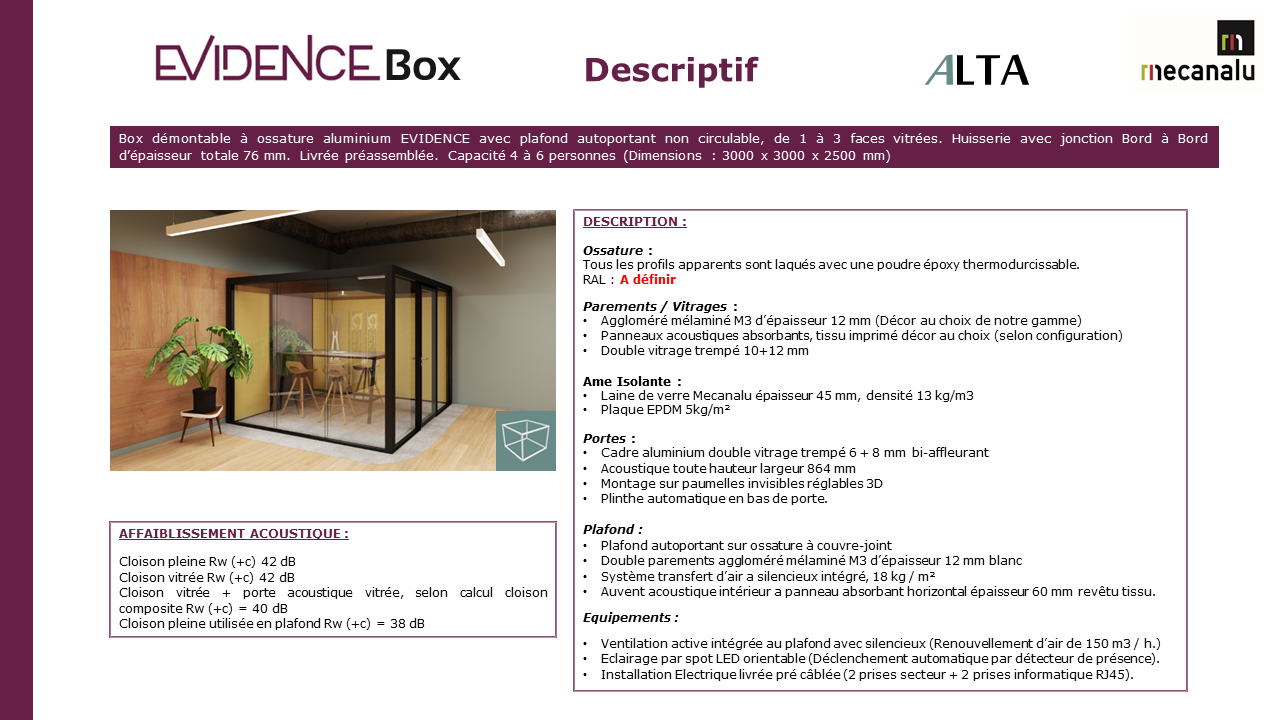 EVIDENCE Box
Descriptif
ALTA
mecanalu
Box démontable à ossature aluminium EVIDENCE avec plafond autoportant non circulable, de 1 à 3 faces vitrées. Huisserie avec jonction Bord à Bord
d’épaisseur totale 76 mm. Livrée préassemblée. Capacité 4 à 6 personnes (Dimensions : 3000 x 3000 x 2500 mm)
DESCRIPTION :
Ossature :
Tous les profils apparents sont laqués avec une poudre époxy thermodurcissable.
RAL : A définir
Parements / Vitrages :
• Aggloméré mélaminé M3 d’épaisseur 12 mm (Décor au choix de notre gamme)
• Panneaux acoustiques absorbants, tissu imprimé décor au choix (selon configuration)
• Double vitrage trempé 10+12 mm
Ame Isolante :
• Laine de verre Mecanalu épaisseur 45 mm, densité 13 kg/m3
• Plaque EPDM 5kg/m²
Portes :
• Cadre aluminium double vitrage trempé 6 + 8 mm bi-affleurant
• Acoustique toute hauteur largeur 864 mm
• Montage sur paumelles invisibles réglables 3D
• Plinthe automatique en bas de porte.
Plafond :
• Plafond autoportant sur ossature à couvre-joint
• Double parements aggloméré mélaminé M3 d’épaisseur 12 mm blanc
• Système transfert d’air a silencieux intégré, 18 kg / m²
• Auvent acoustique intérieur a panneau absorbant horizontal épaisseur 60 mm revêtu tissu.
Equipements :
• Ventilation active intégrée au plafond avec silencieux (Renouvellement d’air de 150 m3 / h.)
• Eclairage par spot LED orientable (Déclenchement automatique par détecteur de présence).
• Installation Electrique livrée pré câblée (2 prises secteur + 2 prises informatique RJ45).
AFFAIBLISSEMENT ACOUSTIQUE :
Cloison pleine Rw (+c) 42 dB
Cloison vitrée Rw (+c) 42 dB
Cloison vitrée + porte acoustique vitrée, selon calcul cloison
composite Rw (+c) = 40 dB
Cloison pleine utilisée en plafond Rw (+c) = 38 dB